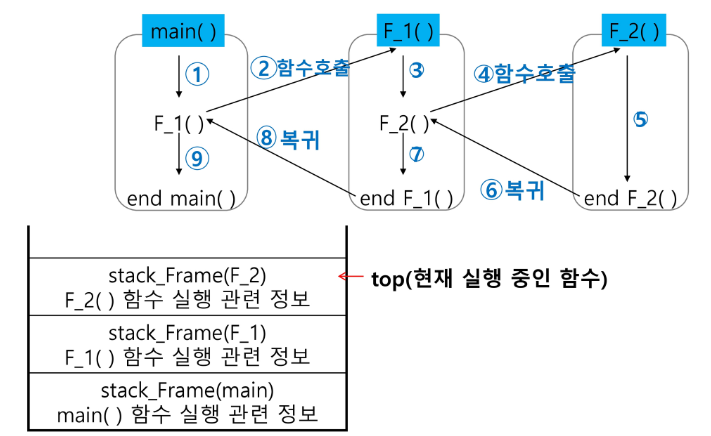 main( )
F_1( )
F_2( )
①
② 함수호출
③
④ 함수호출
F_1( )
F_2( )
⑤
⑧ 복귀
⑨
⑦
⑥ 복귀
end main( )
end F_1( )
end F_2( )
stack_Frame(F_2)
F_2( ) 함수 실행 관련 정보
top(현재 실행 중인 함수)
stack_Frame(F_1)
F_1( ) 함수 실행 관련 정보
stack_Frame(main)
main( ) 함수 실행 관련 정보